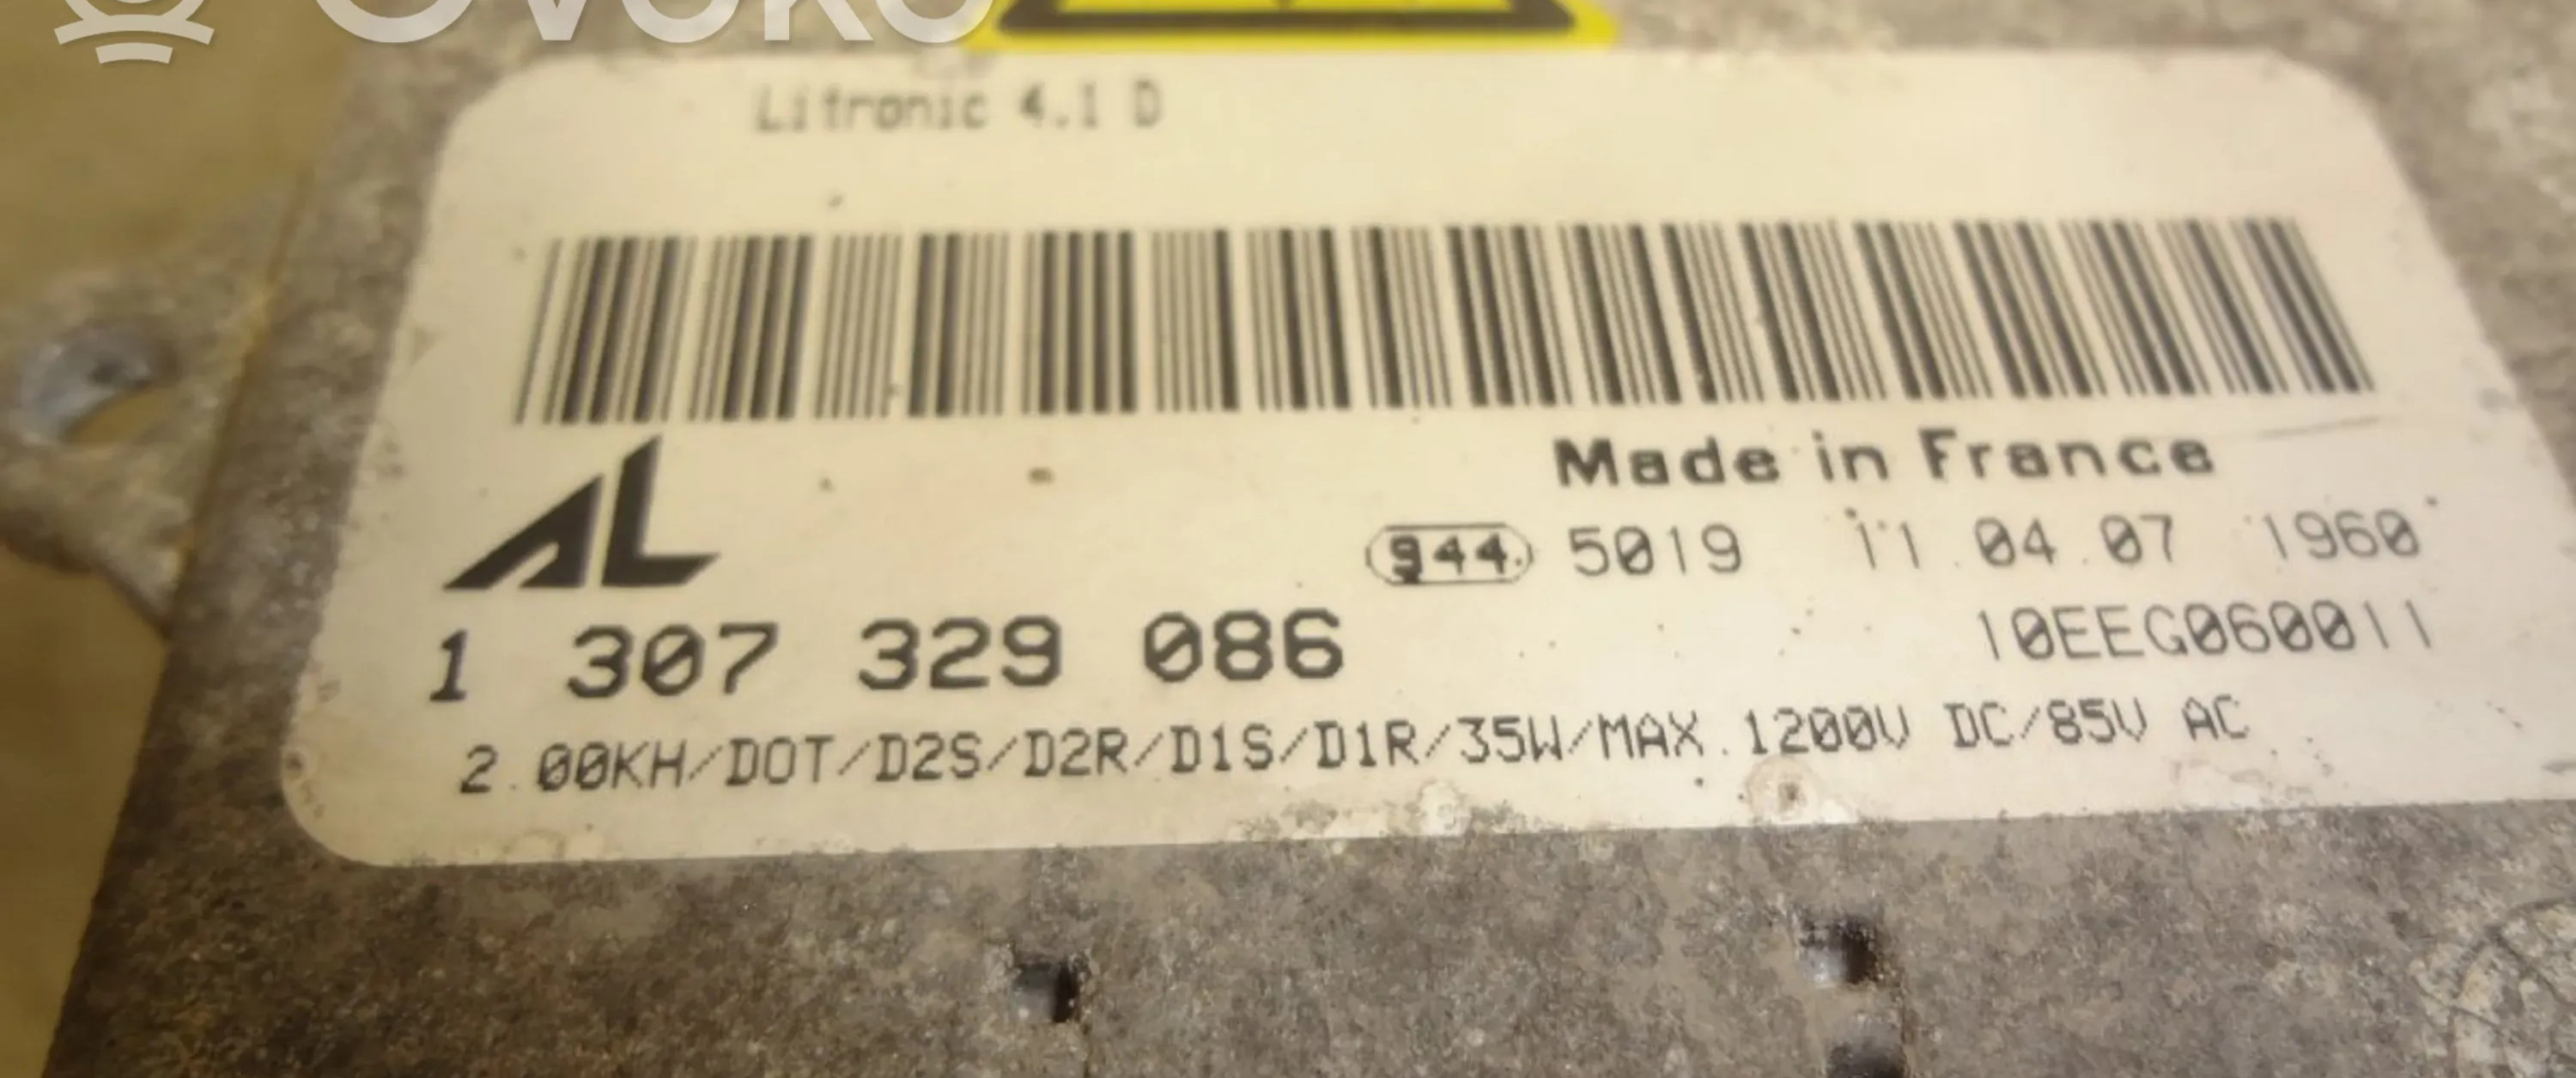 OVOKO
Litronic 4.1 D
AL
Made in France
944. 5019 11.04.07 1960
1 307 329 086
10EEG060011
2.00KH/DOT/D2S/D2R/D1S/D1R/35W/MAX.1200V DC/85V AC